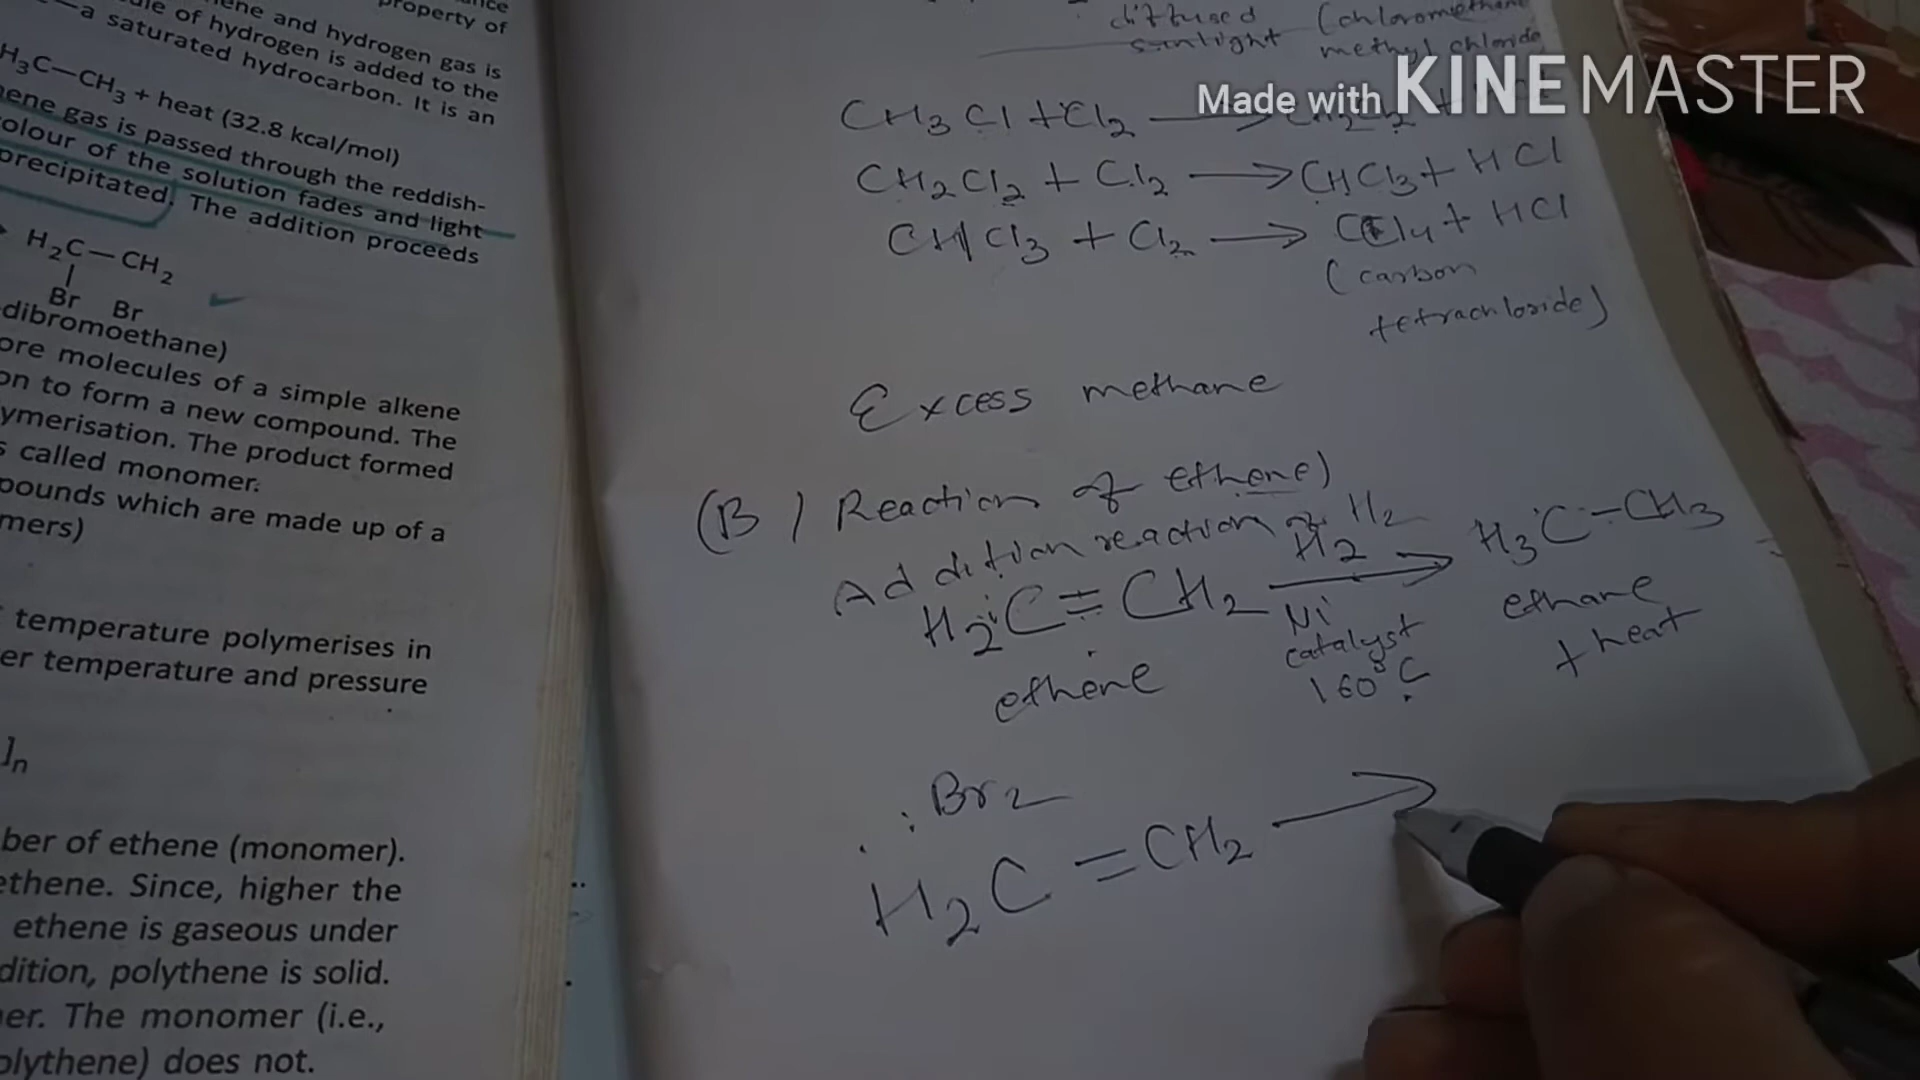 property of
ene and hydrogen gas is
ule of hydrogen is added to the
—a saturated hydrocarbon. It is an
H3C—CH3 + heat (32.8 kcal/mol)
hene gas is passed through the reddish-
olour of the solution fades and light
precipitated. The addition proceeds
H2C—CH2
Br Br
dibromoethane)
ore molecules of a simple alkene
on to form a new compound. The
ymerisation. The product formed
s called monomer.
pounds which are made up of a
mers)
temperature polymerises in
er temperature and pressure
]n
ber of ethene (monomer).
ethene. Since, higher the
ethene is gaseous under
dition, polythene is solid.
er. The monomer (i.e.,
olythene) does not.
diffused (chloromethane
sunlight methyl chloride
Made with KINEMASTER
CH3Cl + Cl2 ⟶
CH2Cl2 + Cl2 ⟶ CHCl3 + HCl
CHCl3 + Cl2 ⟶ CCl4 + HCl
(carbon
tetrachloride)
Excess methane
(B) Reaction of ethene)
Addition reaction of H2
H2C=CH2 H2 ⟶ H3C-CH3
ethene Ni catalyst 160°C ethane + heat
Br2
H2C=CH2 ⟶